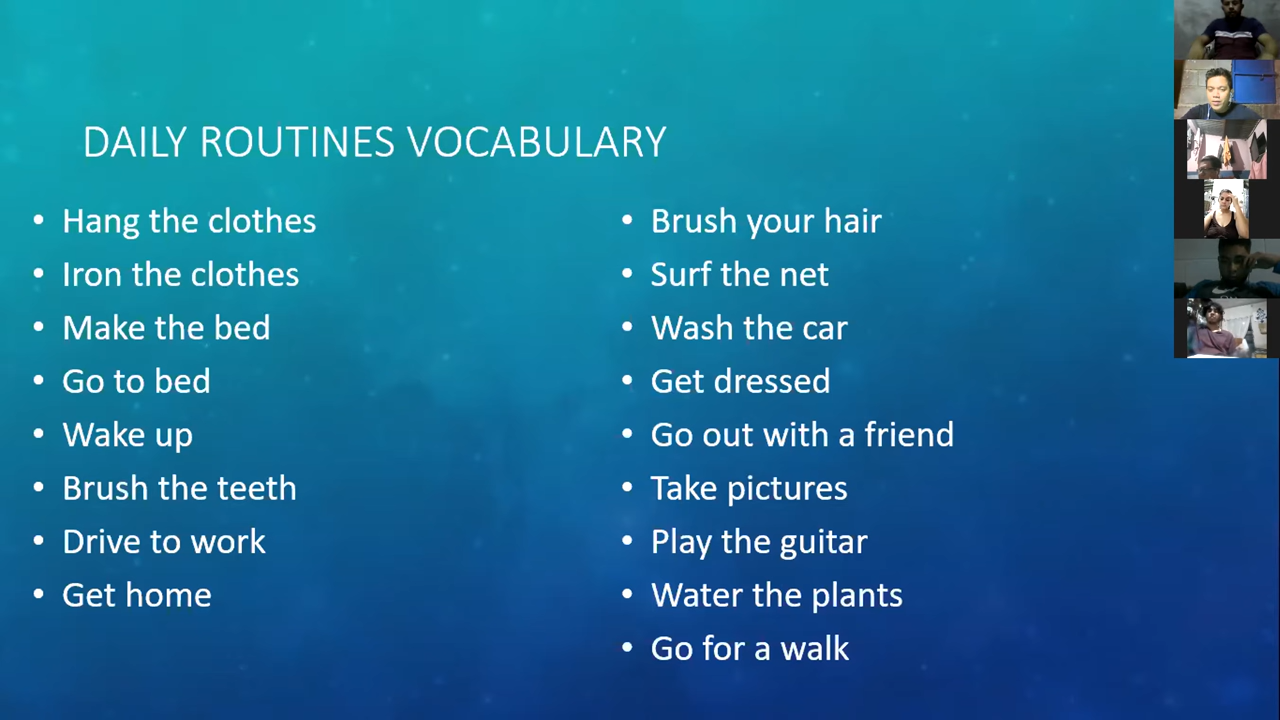 DAILY ROUTINES VOCABULARY
• Hang the clothes
• Iron the clothes
• Make the bed
• Go to bed
• Wake up
• Brush the teeth
• Drive to work
• Get home
• Brush your hair
• Surf the net
• Wash the car
• Get dressed
• Go out with a friend
• Take pictures
• Play the guitar
• Water the plants
• Go for a walk